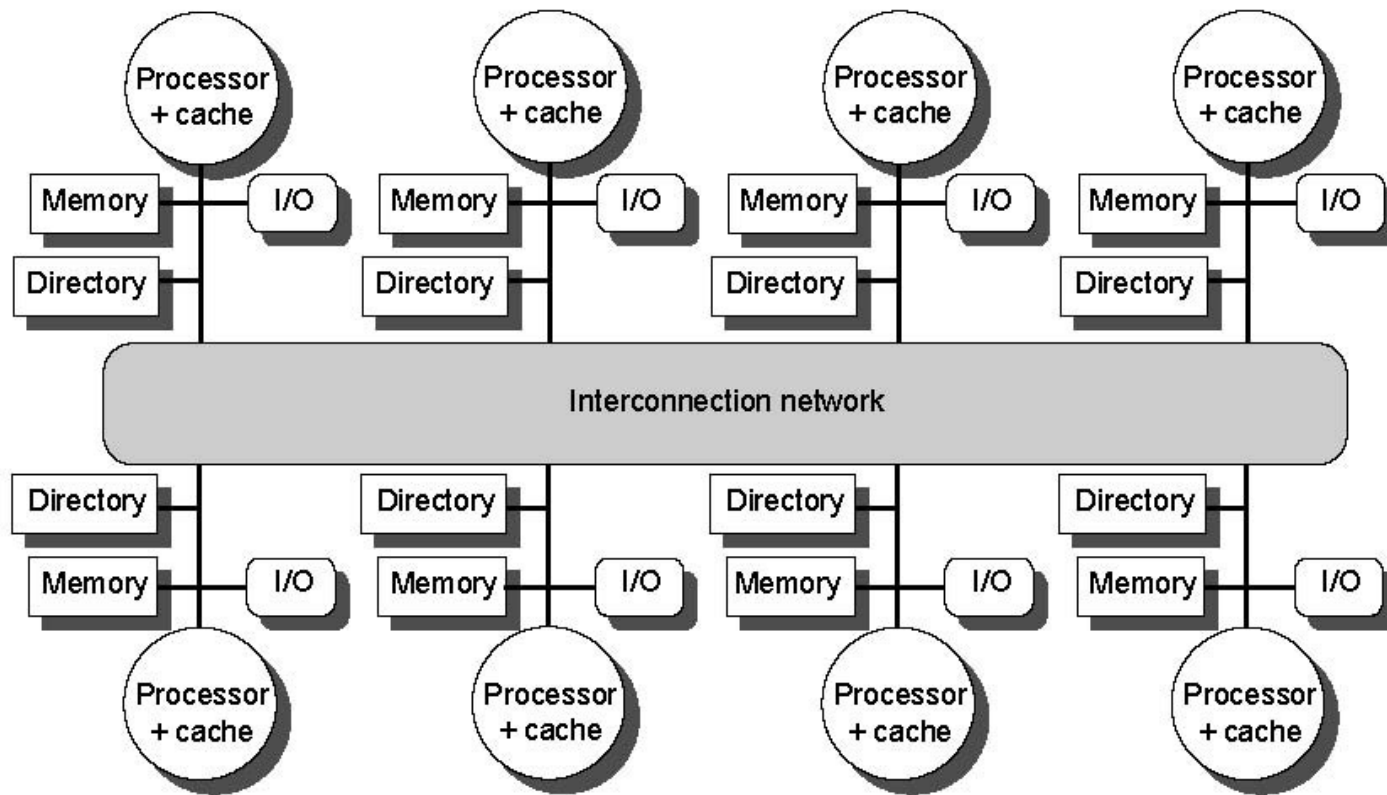 Processor
+ cache
Processor
+ cache
Processor
+ cache
Processor
+ cache
Memory
I/O
Memory
I/O
Memory
I/O
Memory
I/O
Directory
Directory
Directory
Directory
Interconnection network
Directory
Directory
Directory
Directory
Memory
I/O
Memory
I/O
Memory
I/O
Memory
I/O
Processor
+ cache
Processor
+ cache
Processor
+ cache
Processor
+ cache